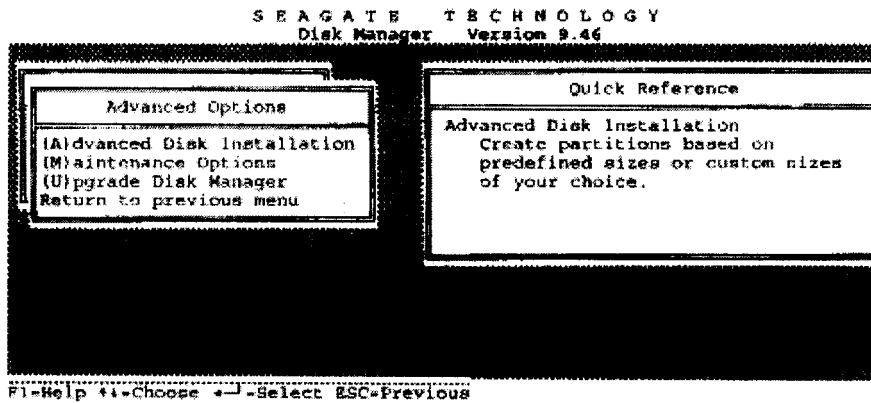 SEAGATE TECHNOLOGY
Disk Manager Version 9.46
Advanced Options
(A)dvanced Disk Installation
(M)aintenance Options
(U)pgrade Disk Manager
Return to previous menu
Quick Reference
Advanced Disk Installation
Create partitions based on
predefined sizes or custom sizes
of your choice.
F1-Help ↑↓-Choose ↵-Select ESC-Previous